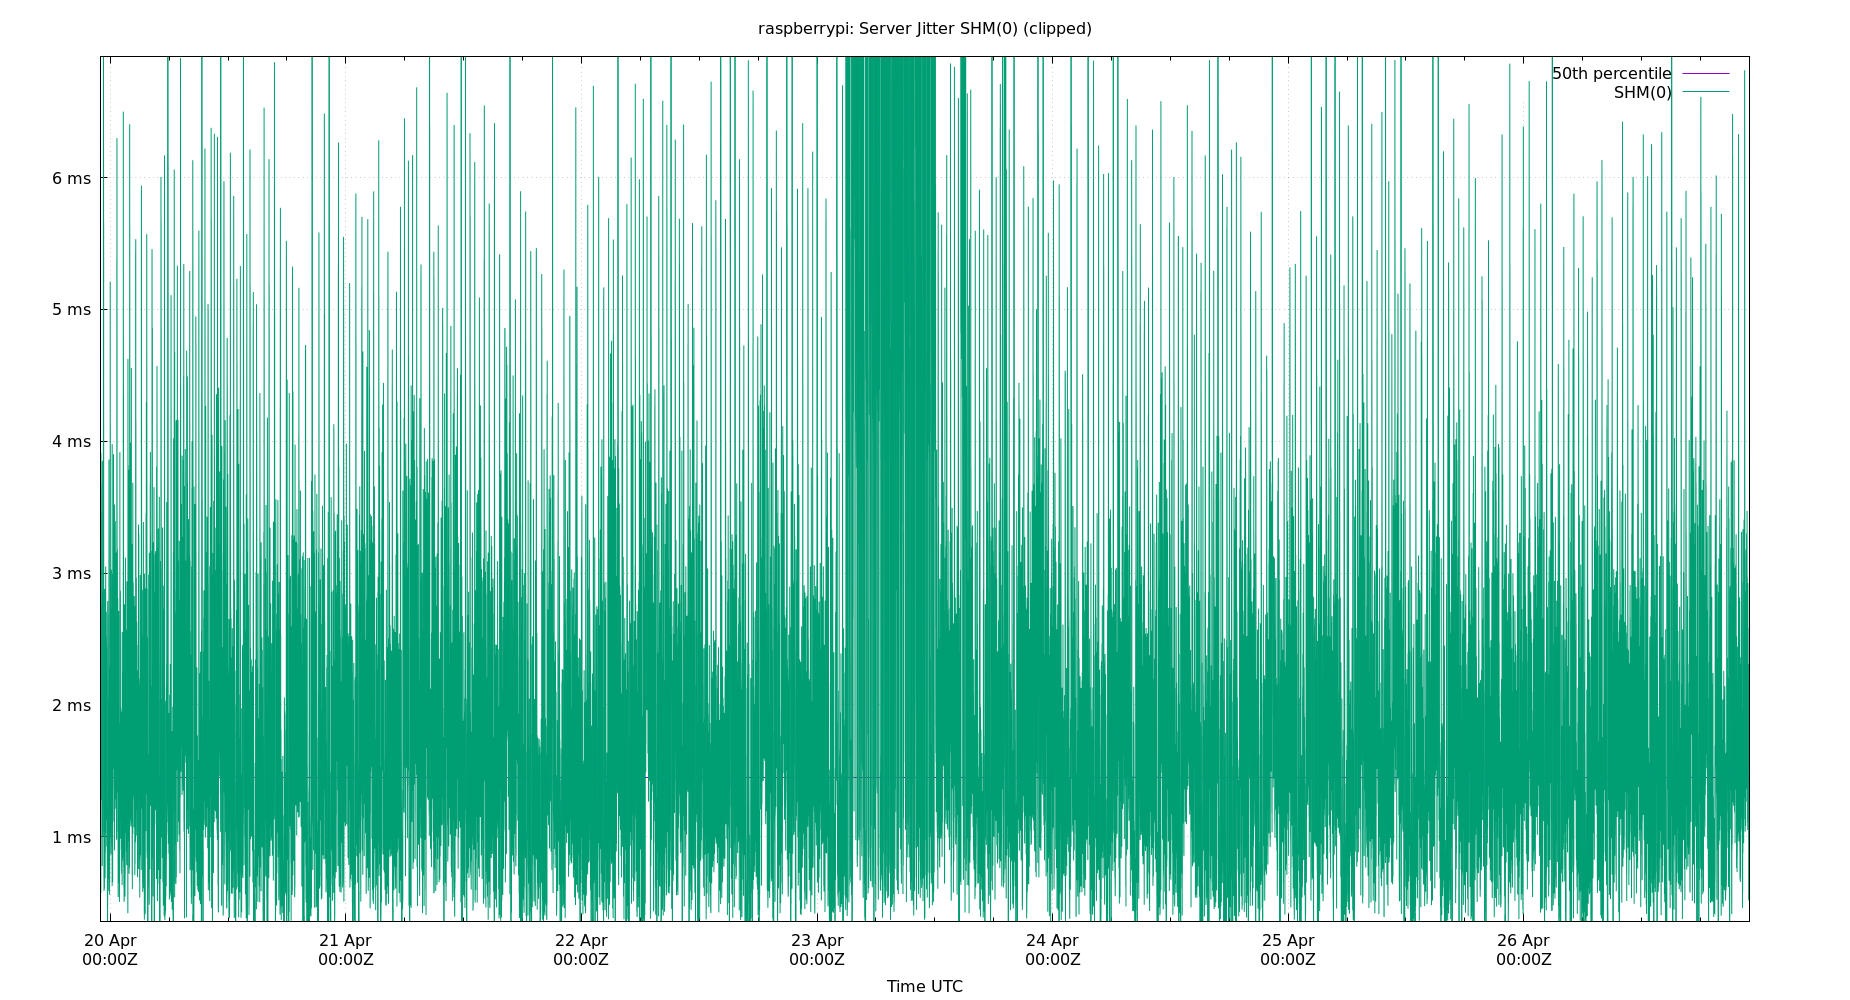 raspberrypi: Server Jitter SHM(0) (clipped)
50th percentile
SHM(0)
6 ms
5 ms
4 ms
3 ms
2 ms
1 ms
20 Apr 21 Apr 22 Apr 23 Apr 24 Apr 25 Apr 26 Apr
00:00Z 00:00Z 00:00Z 00:00Z 00:00Z 00:00Z 00:00Z
Time UTC